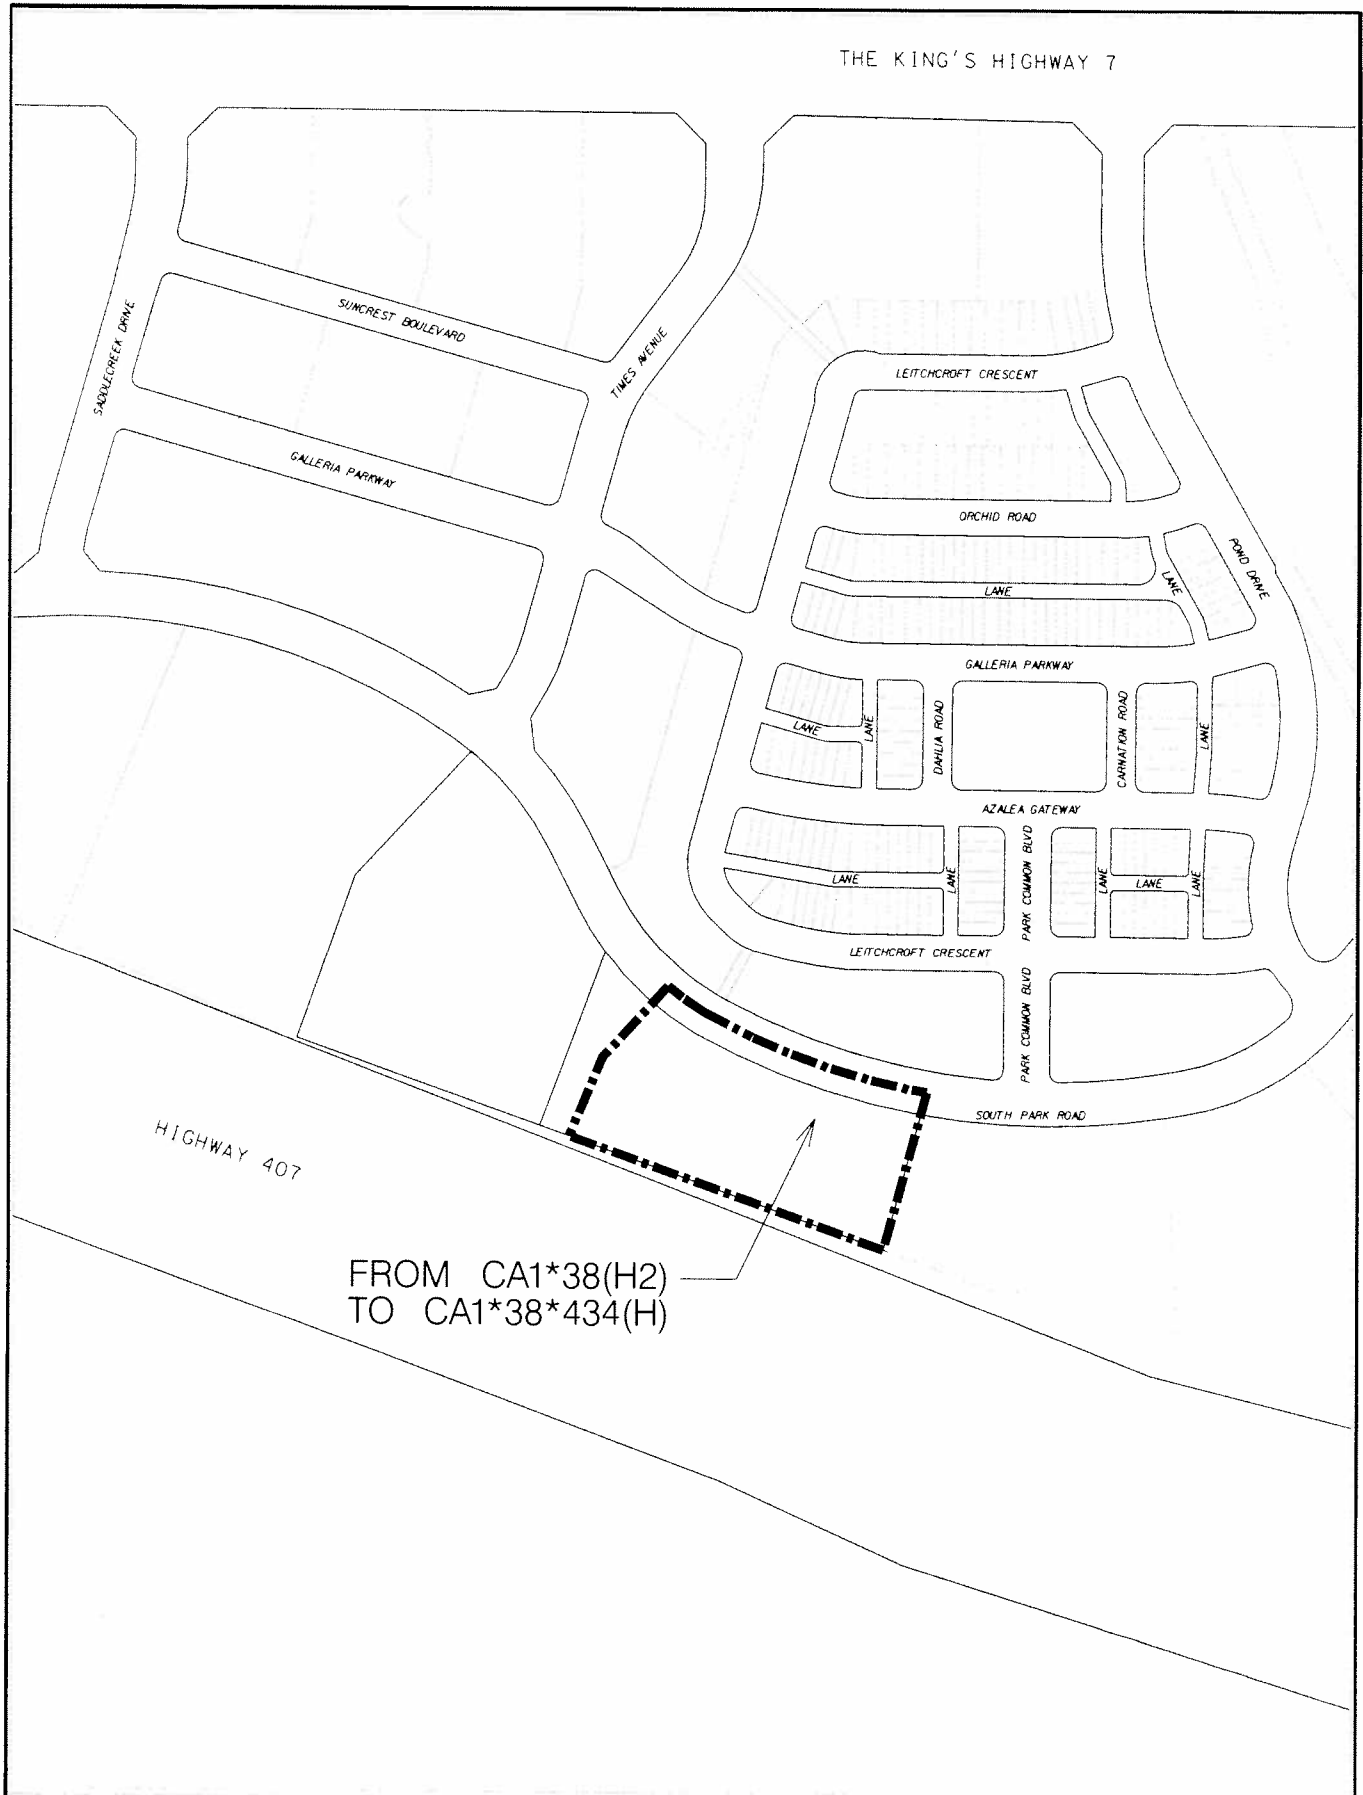 THE KING'S HIGHWAY 7
SUNCREST BOULEVARD
SADDLECREEK DRIVE
TIMES AVENUE
LEITCHCROFT CRESCENT
GALLERIA PARKWAY
ORCHID ROAD
POND DRIVE
LANE
LANE
GALLERIA PARKWAY
LANE
LANE
DAHLIA ROAD
CARNATION ROAD
LANE
AZALEA GATEWAY
PARK COMMON BLVD
LANE
LANE
LANE
LANE
LANE
LEITCHCROFT CRESCENT
PARK COMMON BLVD
SOUTH PARK ROAD
HIGHWAY 407
FROM CA1*38(H2)
TO CA1*38*434(H)